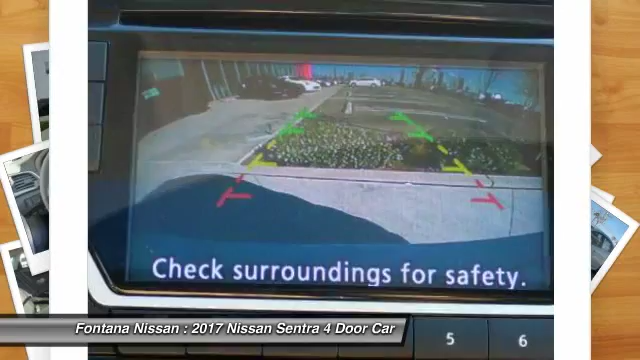 Check surroundings for safety.
Fontana Nissan : 2017 Nissan Sentra 4 Door Car
5 6